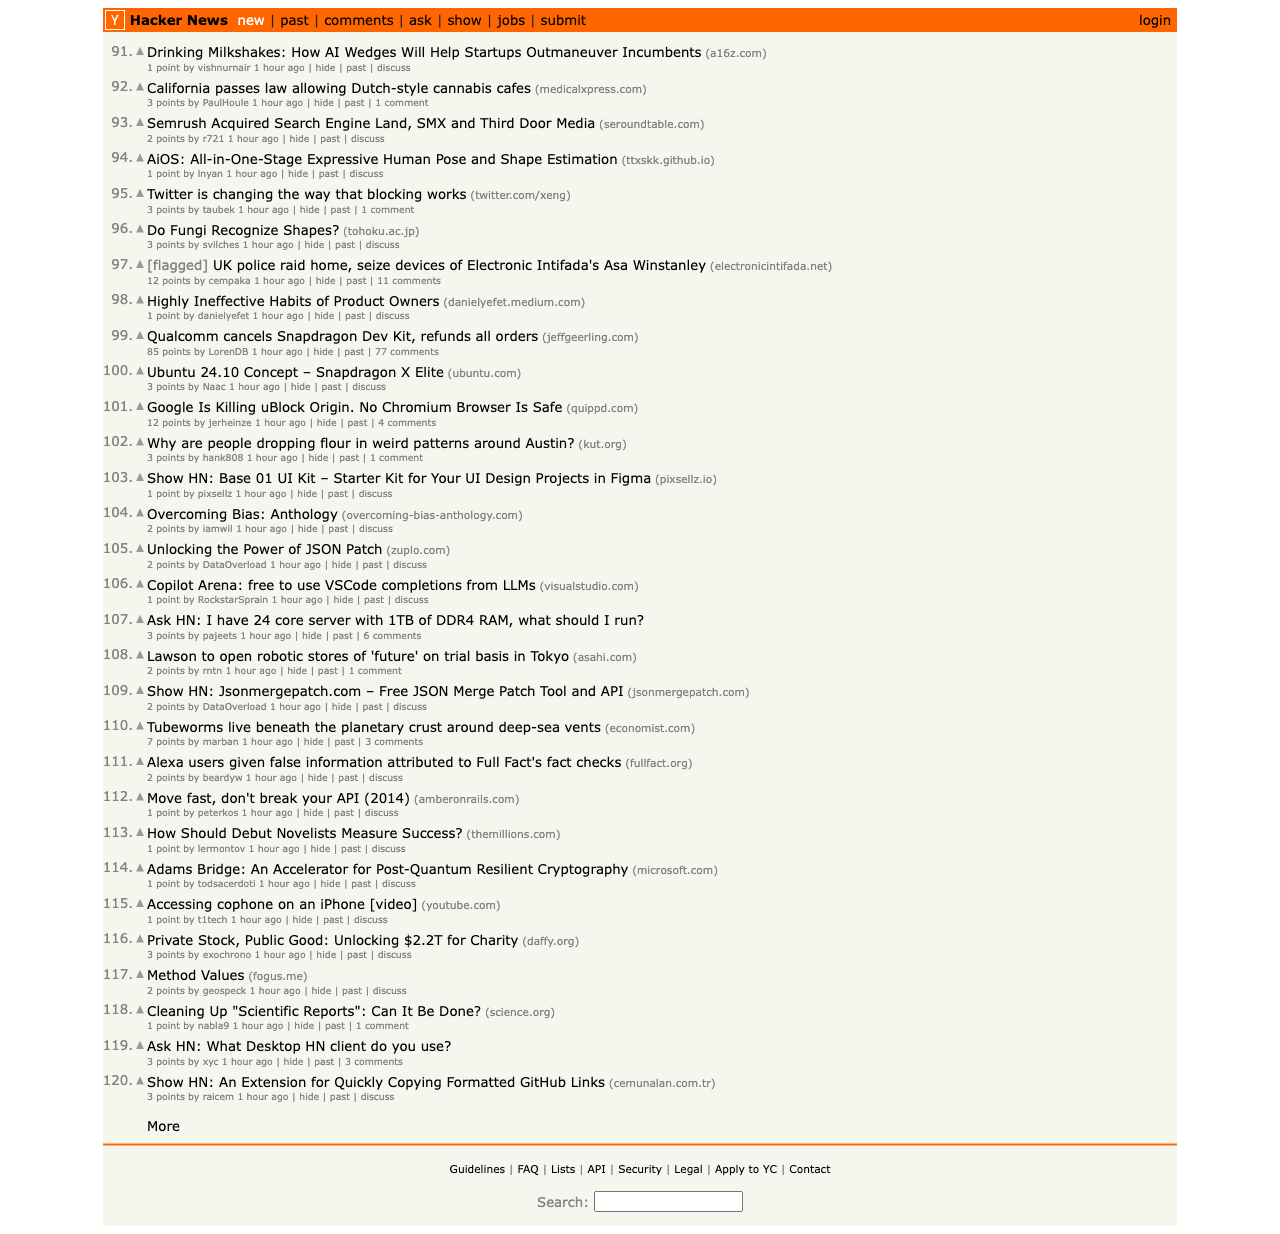 Y Hacker News new | past | comments | ask | show | jobs | submit login
91. Drinking Milkshakes: How AI Wedges Will Help Startups Outmaneuver Incumbents (a16z.com)
1 point by vishnurnair 1 hour ago | hide | past | discuss
92. California passes law allowing Dutch-style cannabis cafes (medicalxpress.com)
3 points by PaulHoule 1 hour ago | hide | past | 1 comment
93. Semrush Acquired Search Engine Land, SMX and Third Door Media (seroundtable.com)
2 points by r721 1 hour ago | hide | past | discuss
94. AiOS: All-in-One-Stage Expressive Human Pose and Shape Estimation (ttxskk.github.io)
1 point by lnyan 1 hour ago | hide | past | discuss
95. Twitter is changing the way that blocking works (twitter.com/xeng)
3 points by taubek 1 hour ago | hide | past | 1 comment
96. Do Fungi Recognize Shapes? (tohoku.ac.jp)
3 points by svilches 1 hour ago | hide | past | discuss
97. [flagged] UK police raid home, seize devices of Electronic Intifada's Asa Winstanley (electronicintifada.net)
12 points by cempaka 1 hour ago | hide | past | 11 comments
98. Highly Ineffective Habits of Product Owners (danielyefet.medium.com)
1 point by danielyefet 1 hour ago | hide | past | discuss
99. Qualcomm cancels Snapdragon Dev Kit, refunds all orders (jeffgeerling.com)
85 points by LorenDB 1 hour ago | hide | past | 77 comments
100. Ubuntu 24.10 Concept – Snapdragon X Elite (ubuntu.com)
3 points by Naac 1 hour ago | hide | past | discuss
101. Google Is Killing uBlock Origin. No Chromium Browser Is Safe (quippd.com)
12 points by jerheinze 1 hour ago | hide | past | 4 comments
102. Why are people dropping flour in weird patterns around Austin? (kut.org)
3 points by hank808 1 hour ago | hide | past | 1 comment
103. Show HN: Base 01 UI Kit – Starter Kit for Your UI Design Projects in Figma (pixsellz.io)
1 point by pixsellz 1 hour ago | hide | past | discuss
104. Overcoming Bias: Anthology (overcoming-bias-anthology.com)
2 points by iamwil 1 hour ago | hide | past | discuss
105. Unlocking the Power of JSON Patch (zuplo.com)
2 points by DataOverload 1 hour ago | hide | past | discuss
106. Copilot Arena: free to use VSCode completions from LLMs (visualstudio.com)
1 point by RockstarSprain 1 hour ago | hide | past | discuss
107. Ask HN: I have 24 core server with 1TB of DDR4 RAM, what should I run?
3 points by pajeets 1 hour ago | hide | past | 6 comments
108. Lawson to open robotic stores of 'future' on trial basis in Tokyo (asahi.com)
2 points by rntn 1 hour ago | hide | past | 1 comment
109. Show HN: Jsonmergepatch.com – Free JSON Merge Patch Tool and API (jsonmergepatch.com)
2 points by DataOverload 1 hour ago | hide | past | discuss
110. Tubeworms live beneath the planetary crust around deep-sea vents (economist.com)
7 points by marban 1 hour ago | hide | past | 3 comments
111. Alexa users given false information attributed to Full Fact's fact checks (fullfact.org)
2 points by beardyw 1 hour ago | hide | past | discuss
112. Move fast, don't break your API (2014) (amberonrails.com)
1 point by peterkos 1 hour ago | hide | past | discuss
113. How Should Debut Novelists Measure Success? (themillions.com)
1 point by lermontov 1 hour ago | hide | past | discuss
114. Adams Bridge: An Accelerator for Post-Quantum Resilient Cryptography (microsoft.com)
1 point by todsacerdoti 1 hour ago | hide | past | discuss
115. Accessing cophone on an iPhone [video] (youtube.com)
1 point by t1tech 1 hour ago | hide | past | discuss
116. Private Stock, Public Good: Unlocking $2.2T for Charity (daffy.org)
3 points by exochrono 1 hour ago | hide | past | discuss
117. Method Values (fogus.me)
2 points by geospeck 1 hour ago | hide | past | discuss
118. Cleaning Up "Scientific Reports": Can It Be Done? (science.org)
1 point by nabla9 1 hour ago | hide | past | 1 comment
119. Ask HN: What Desktop HN client do you use?
3 points by xyc 1 hour ago | hide | past | 3 comments
120. Show HN: An Extension for Quickly Copying Formatted GitHub Links (cemunalan.com.tr)
3 points by raicem 1 hour ago | hide | past | discuss
More
Guidelines | FAQ | Lists | API | Security | Legal | Apply to YC | Contact
Search: